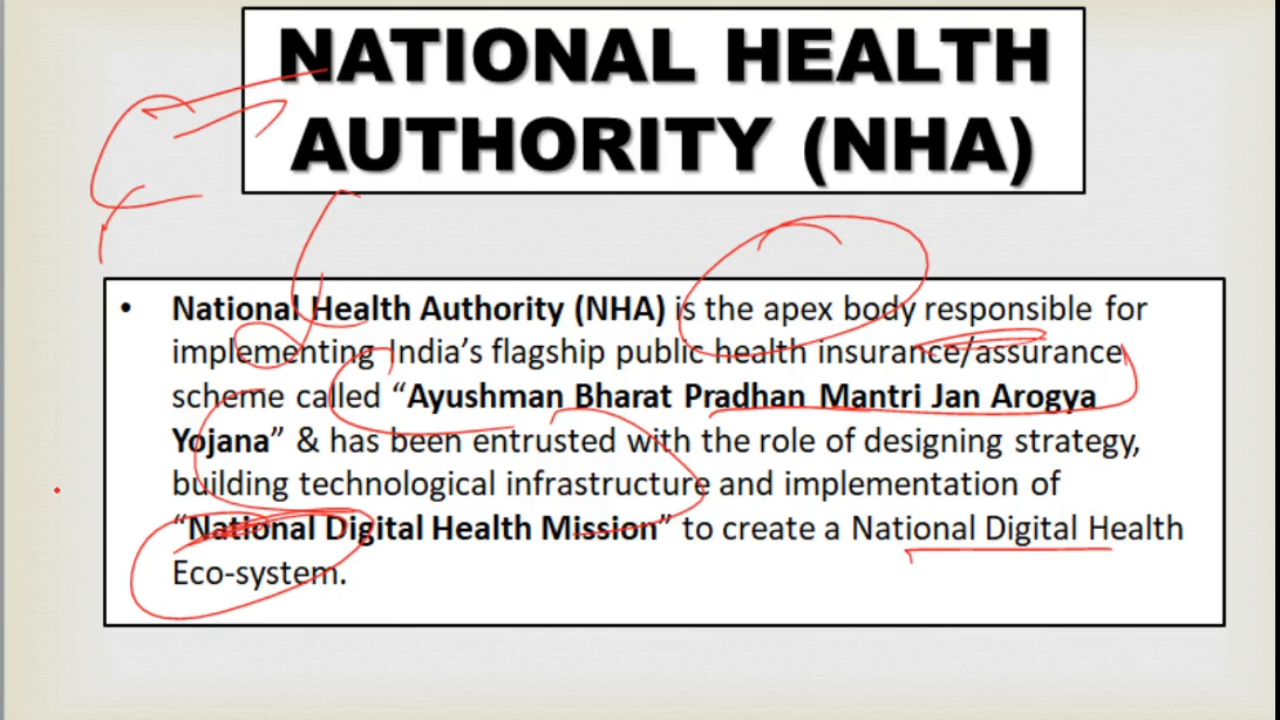 NATIONAL HEALTH
AUTHORITY (NHA)
• National Health Authority (NHA) is the apex body responsible for
implementing India’s flagship public health insurance/assurance
scheme called “Ayushman Bharat Pradhan Mantri Jan Arogya
Yojana” & has been entrusted with the role of designing strategy,
building technological infrastructure and implementation of
“National Digital Health Mission” to create a National Digital Health
Eco-system.